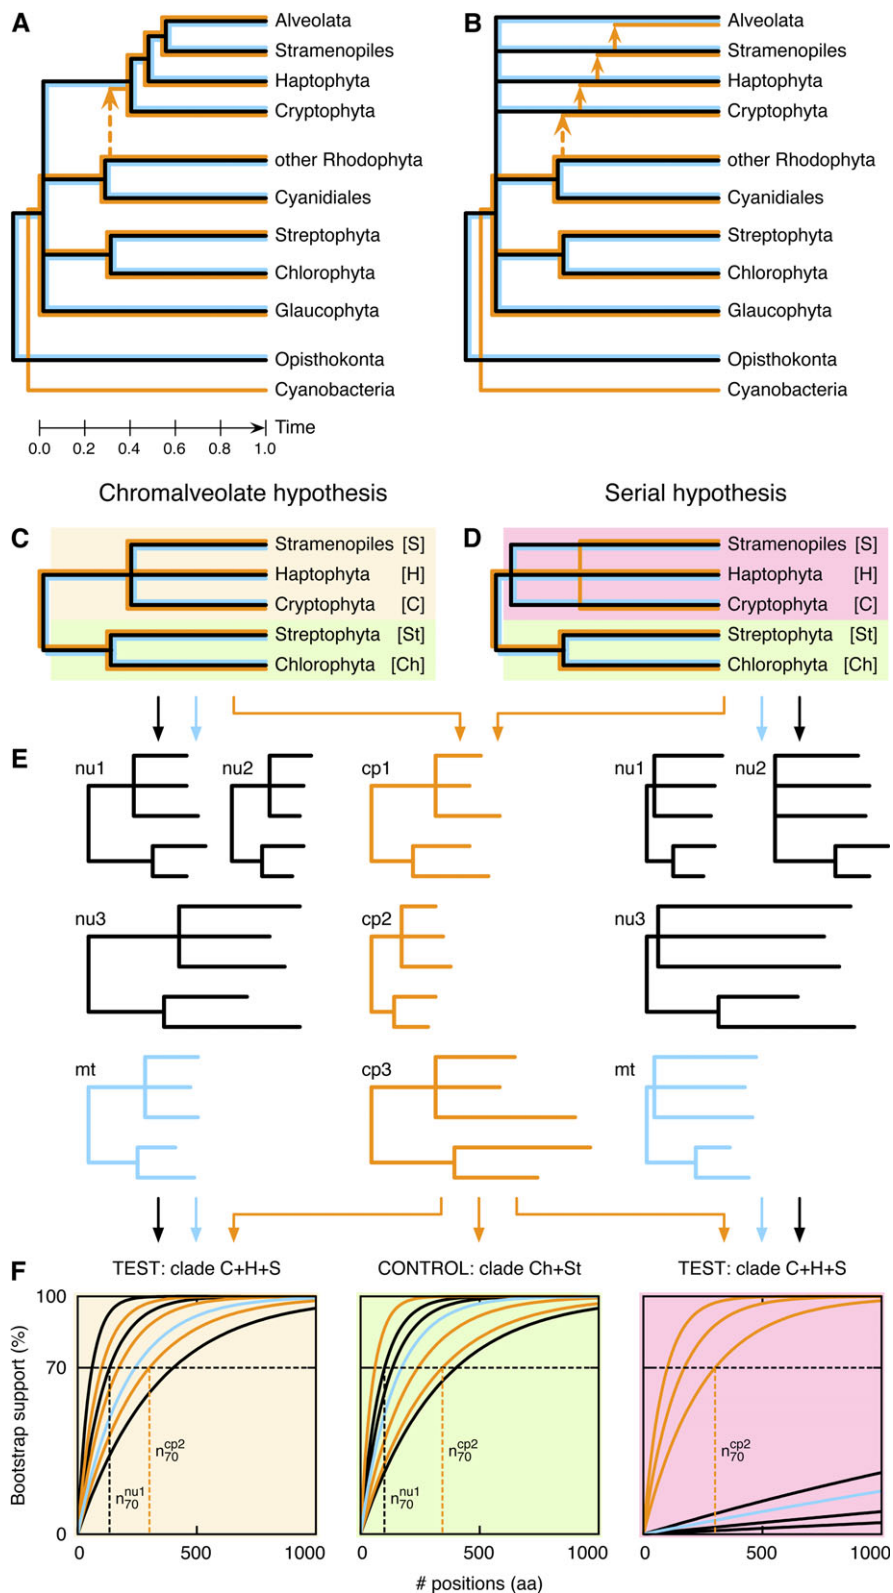 A
Alveolata
Stramenopiles
Haptophyta
Cryptophyta
other Rhodophyta
Cyanidiales
Streptophyta
Chlorophyta
Glaucophyta
Opisthokonta
Cyanobacteria
Time
0.0 0.2 0.4 0.6 0.8 1.0
B
Alveolata
Stramenopiles
Haptophyta
Cryptophyta
other Rhodophyta
Cyanidiales
Streptophyta
Chlorophyta
Glaucophyta
Opisthokonta
Cyanobacteria
Chromalveolate hypothesis
Serial hypothesis
C
Stramenopiles [S]
Haptophyta [H]
Cryptophyta [C]
Streptophyta [St]
Chlorophyta [Ch]
D
Stramenopiles [S]
Haptophyta [H]
Cryptophyta [C]
Streptophyta [St]
Chlorophyta [Ch]
E
nu1 nu2 cp1 nu1 nu2
nu3 cp2 nu3
mt cp3 mt
F
TEST: clade C+H+S
CONTROL: clade Ch+St
TEST: clade C+H+S
Bootstrap support (%)
100
70
0
n70cp2
n70nu1
0 500 1000
n70cp2
n70nu1
0 500 1000
n70cp2
0 500 1000
# positions (aa)